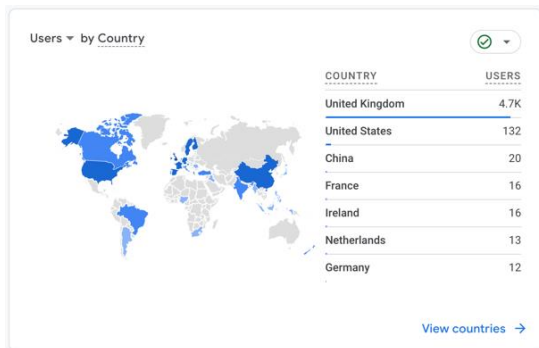 Users by Country
COUNTRY USERS
United Kingdom 4.7K
United States 132
China 20
France 16
Ireland 16
Netherlands 13
Germany 12
View countries